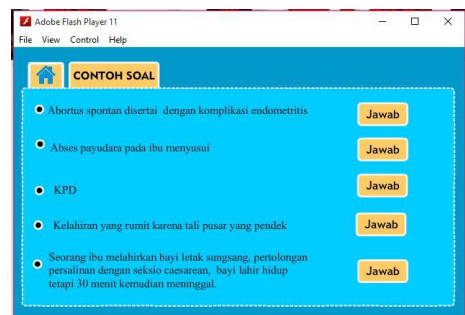 Adobe Flash Player 11
File View Control Help
CONTOH SOAL
Abortus spontan disertai dengan komplikasi endometritis
Jawab
Abses payudara pada ibu menyusui
Jawab
KPD
Jawab
Kelahiran yang rumit karena tali pusar yang pendek
Jawab
Seorang ibu melahirkan bayi letak sungsang, pertolongan
persalinan dengan seksio caesarean, bayi lahir hidup
tetapi 30 menit kemudian meninggal.
Jawab